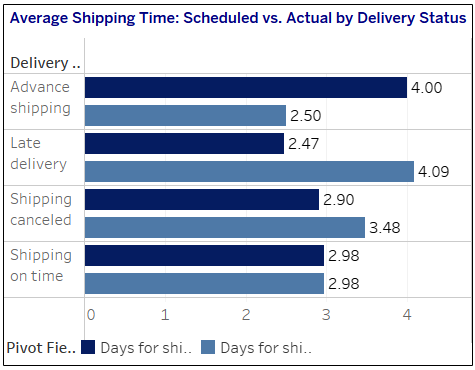 Average Shipping Time: Scheduled vs. Actual by Delivery Status
Delivery ..
Advance
shipping
4.00
2.50
Late
delivery
2.47
4.09
Shipping
canceled
2.90
3.48
Shipping
on time
2.98
2.98
0 1 2 3 4
Pivot Fie.. Days for shi.. Days for shi..